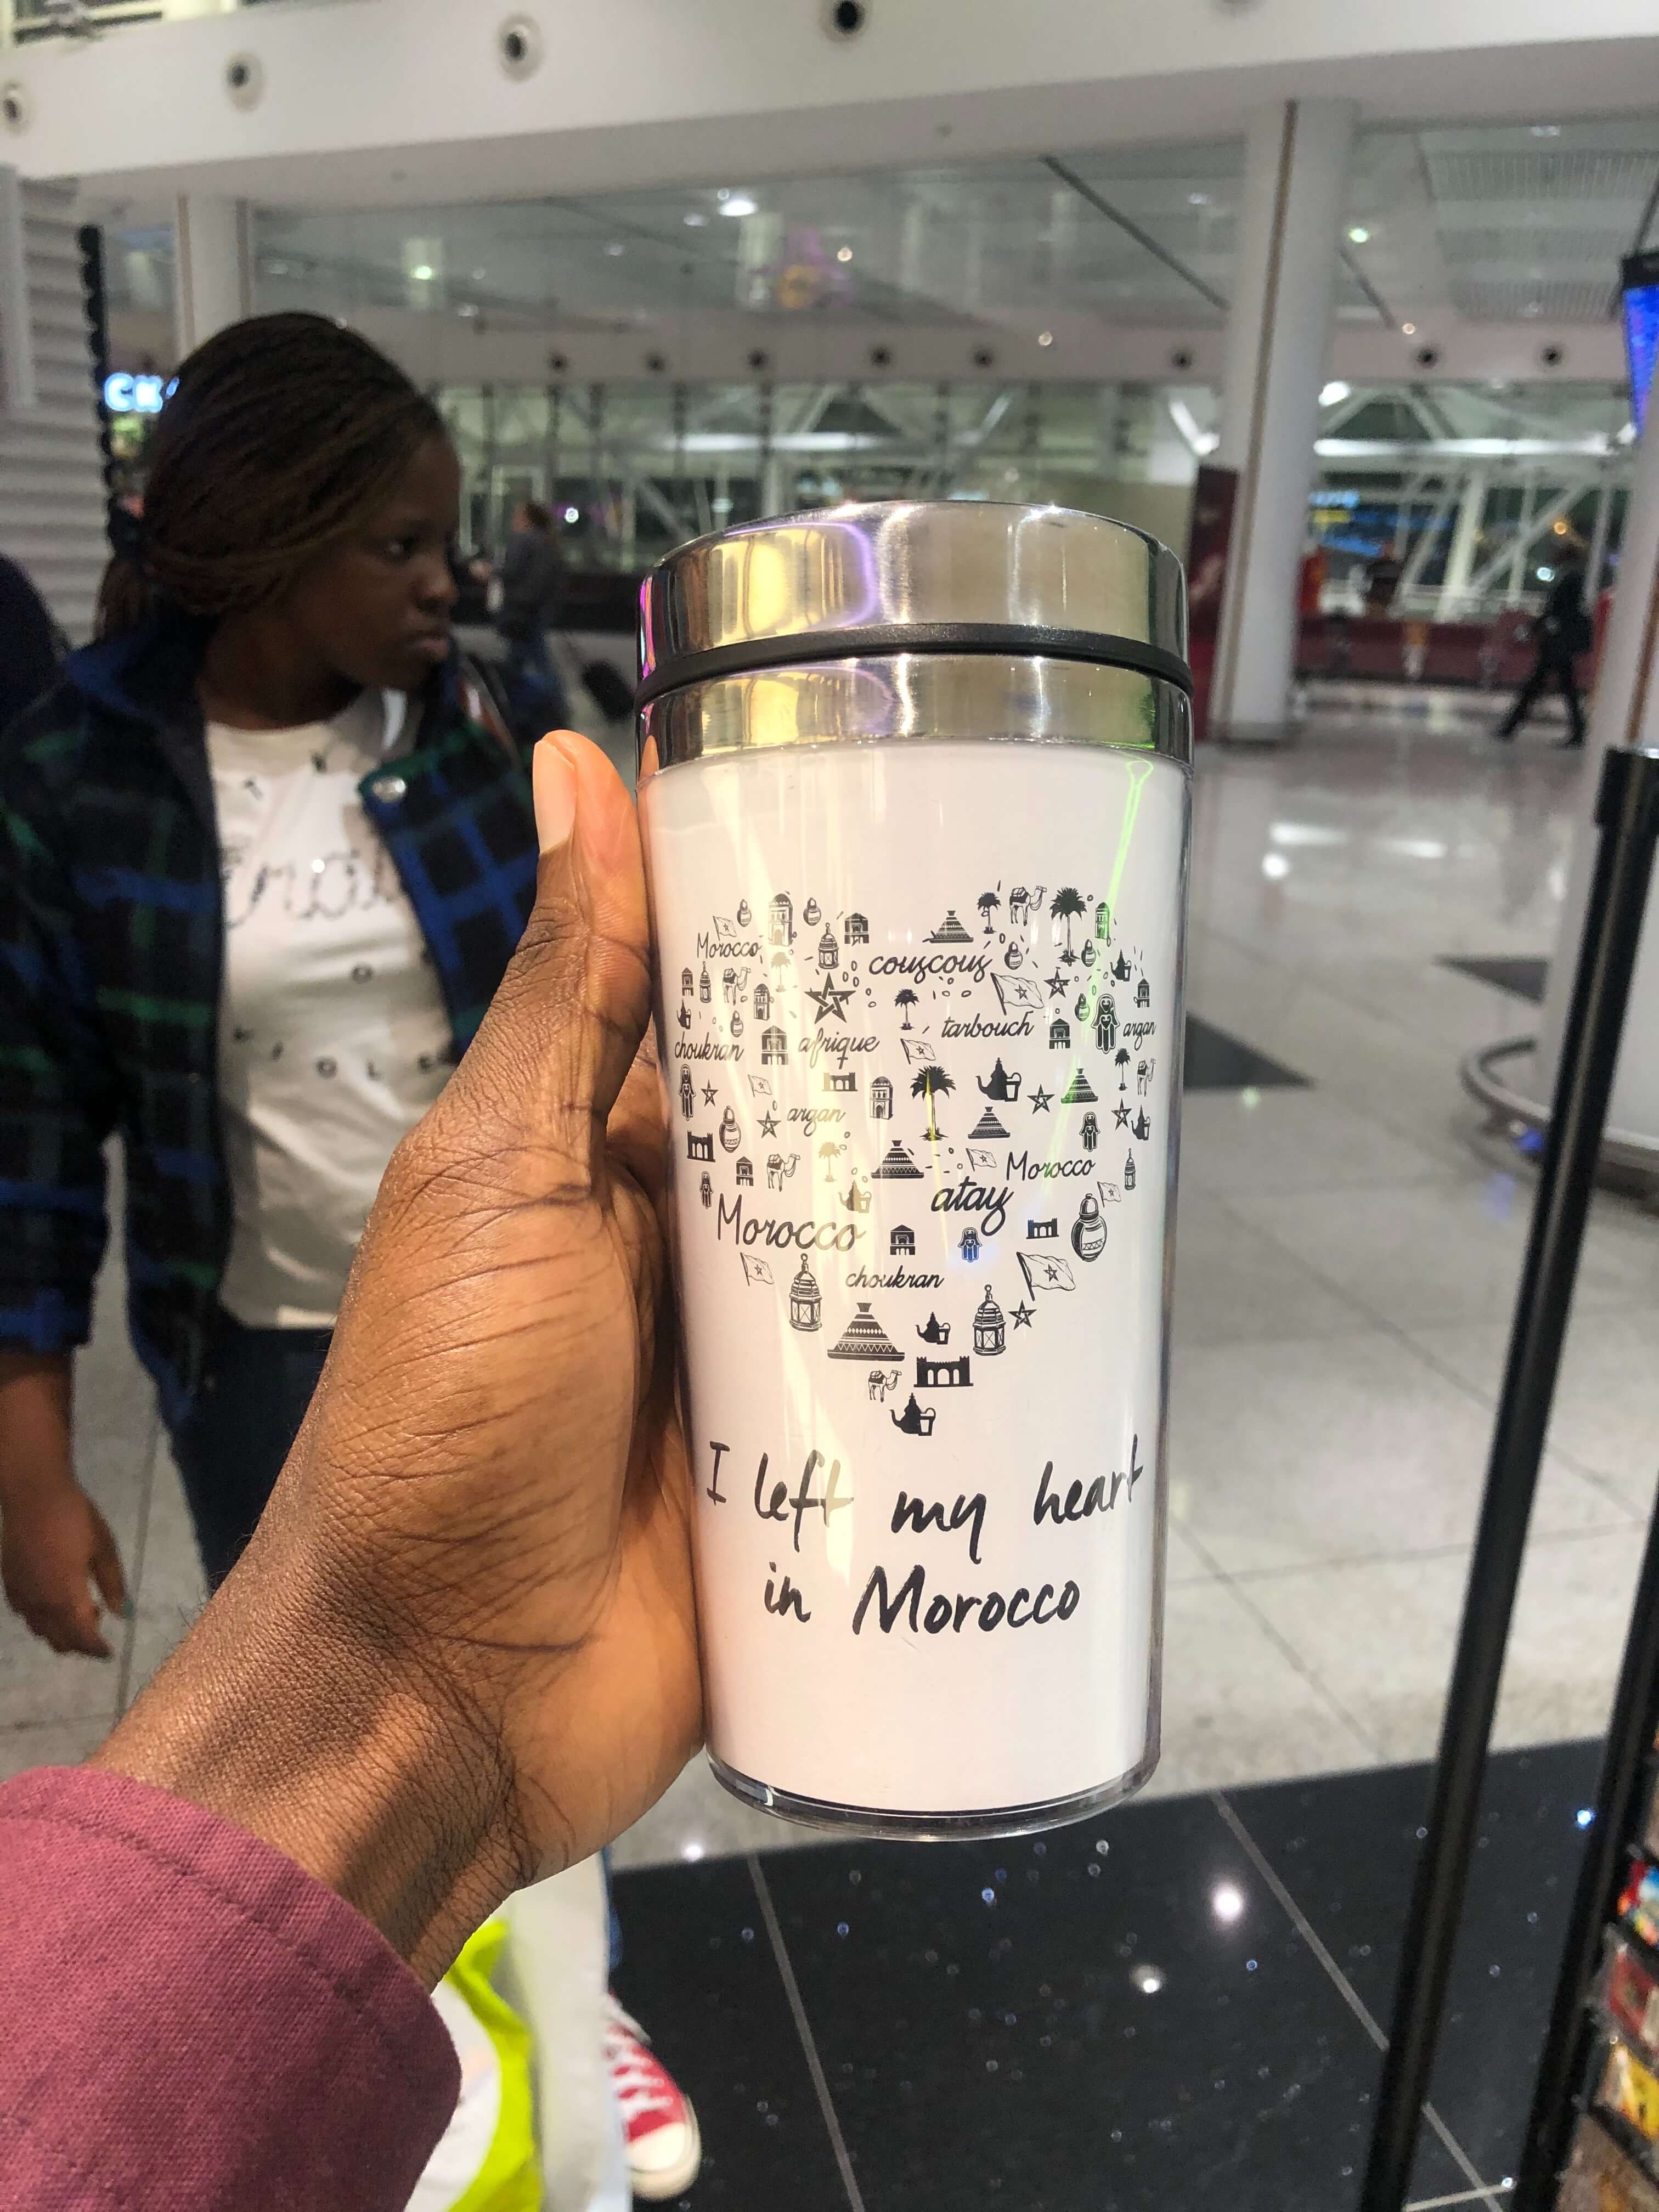 Morocco
couscous
tarbouch
argan
choukran
afrique
argan
Morocco
atay
Morocco
choukran
I left my heart
in Morocco